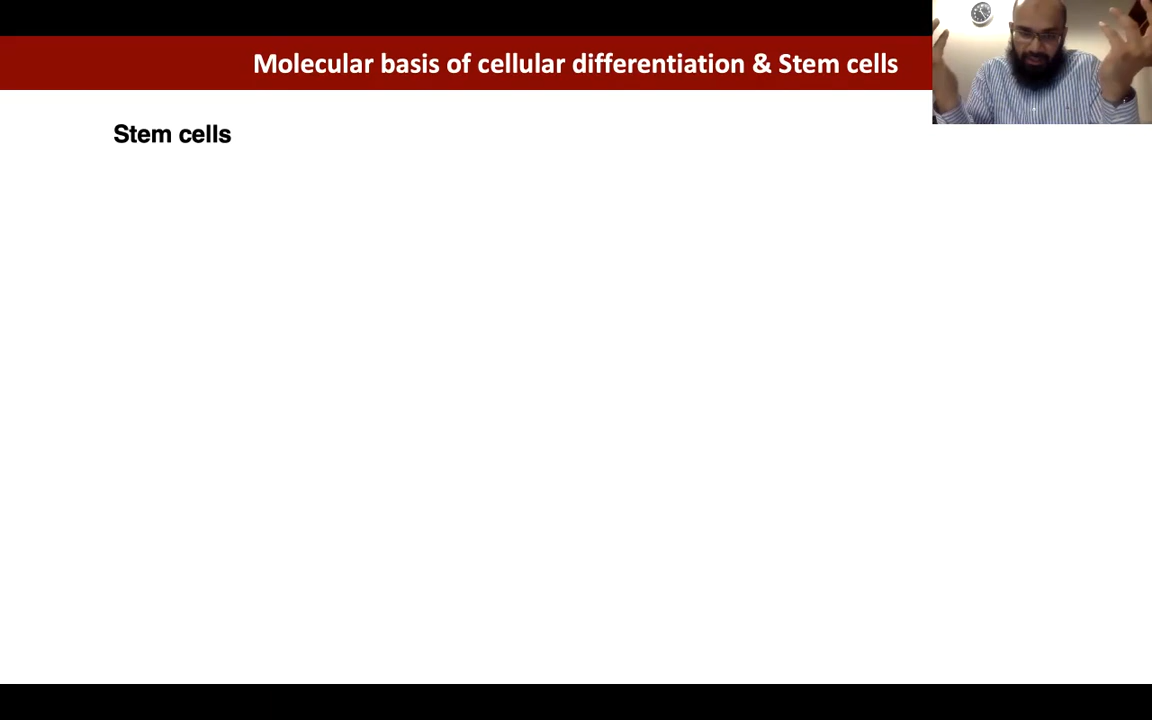 Molecular basis of cellular differentiation & Stem cells
Stem cells